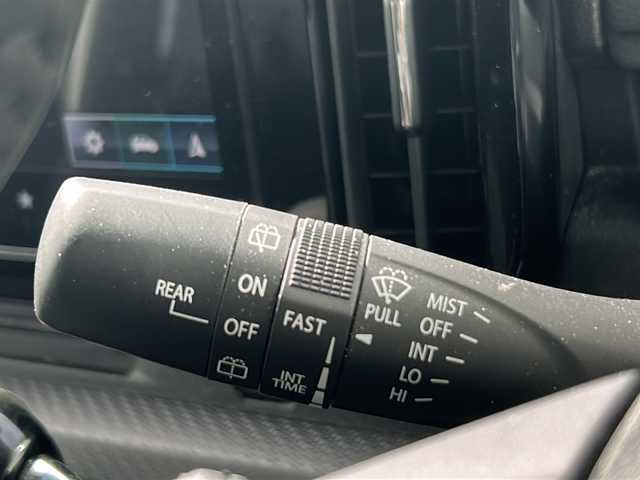 REAR
ON
OFF
FAST
INT
TIME
PULL
MIST
OFF
INT
LO
HI